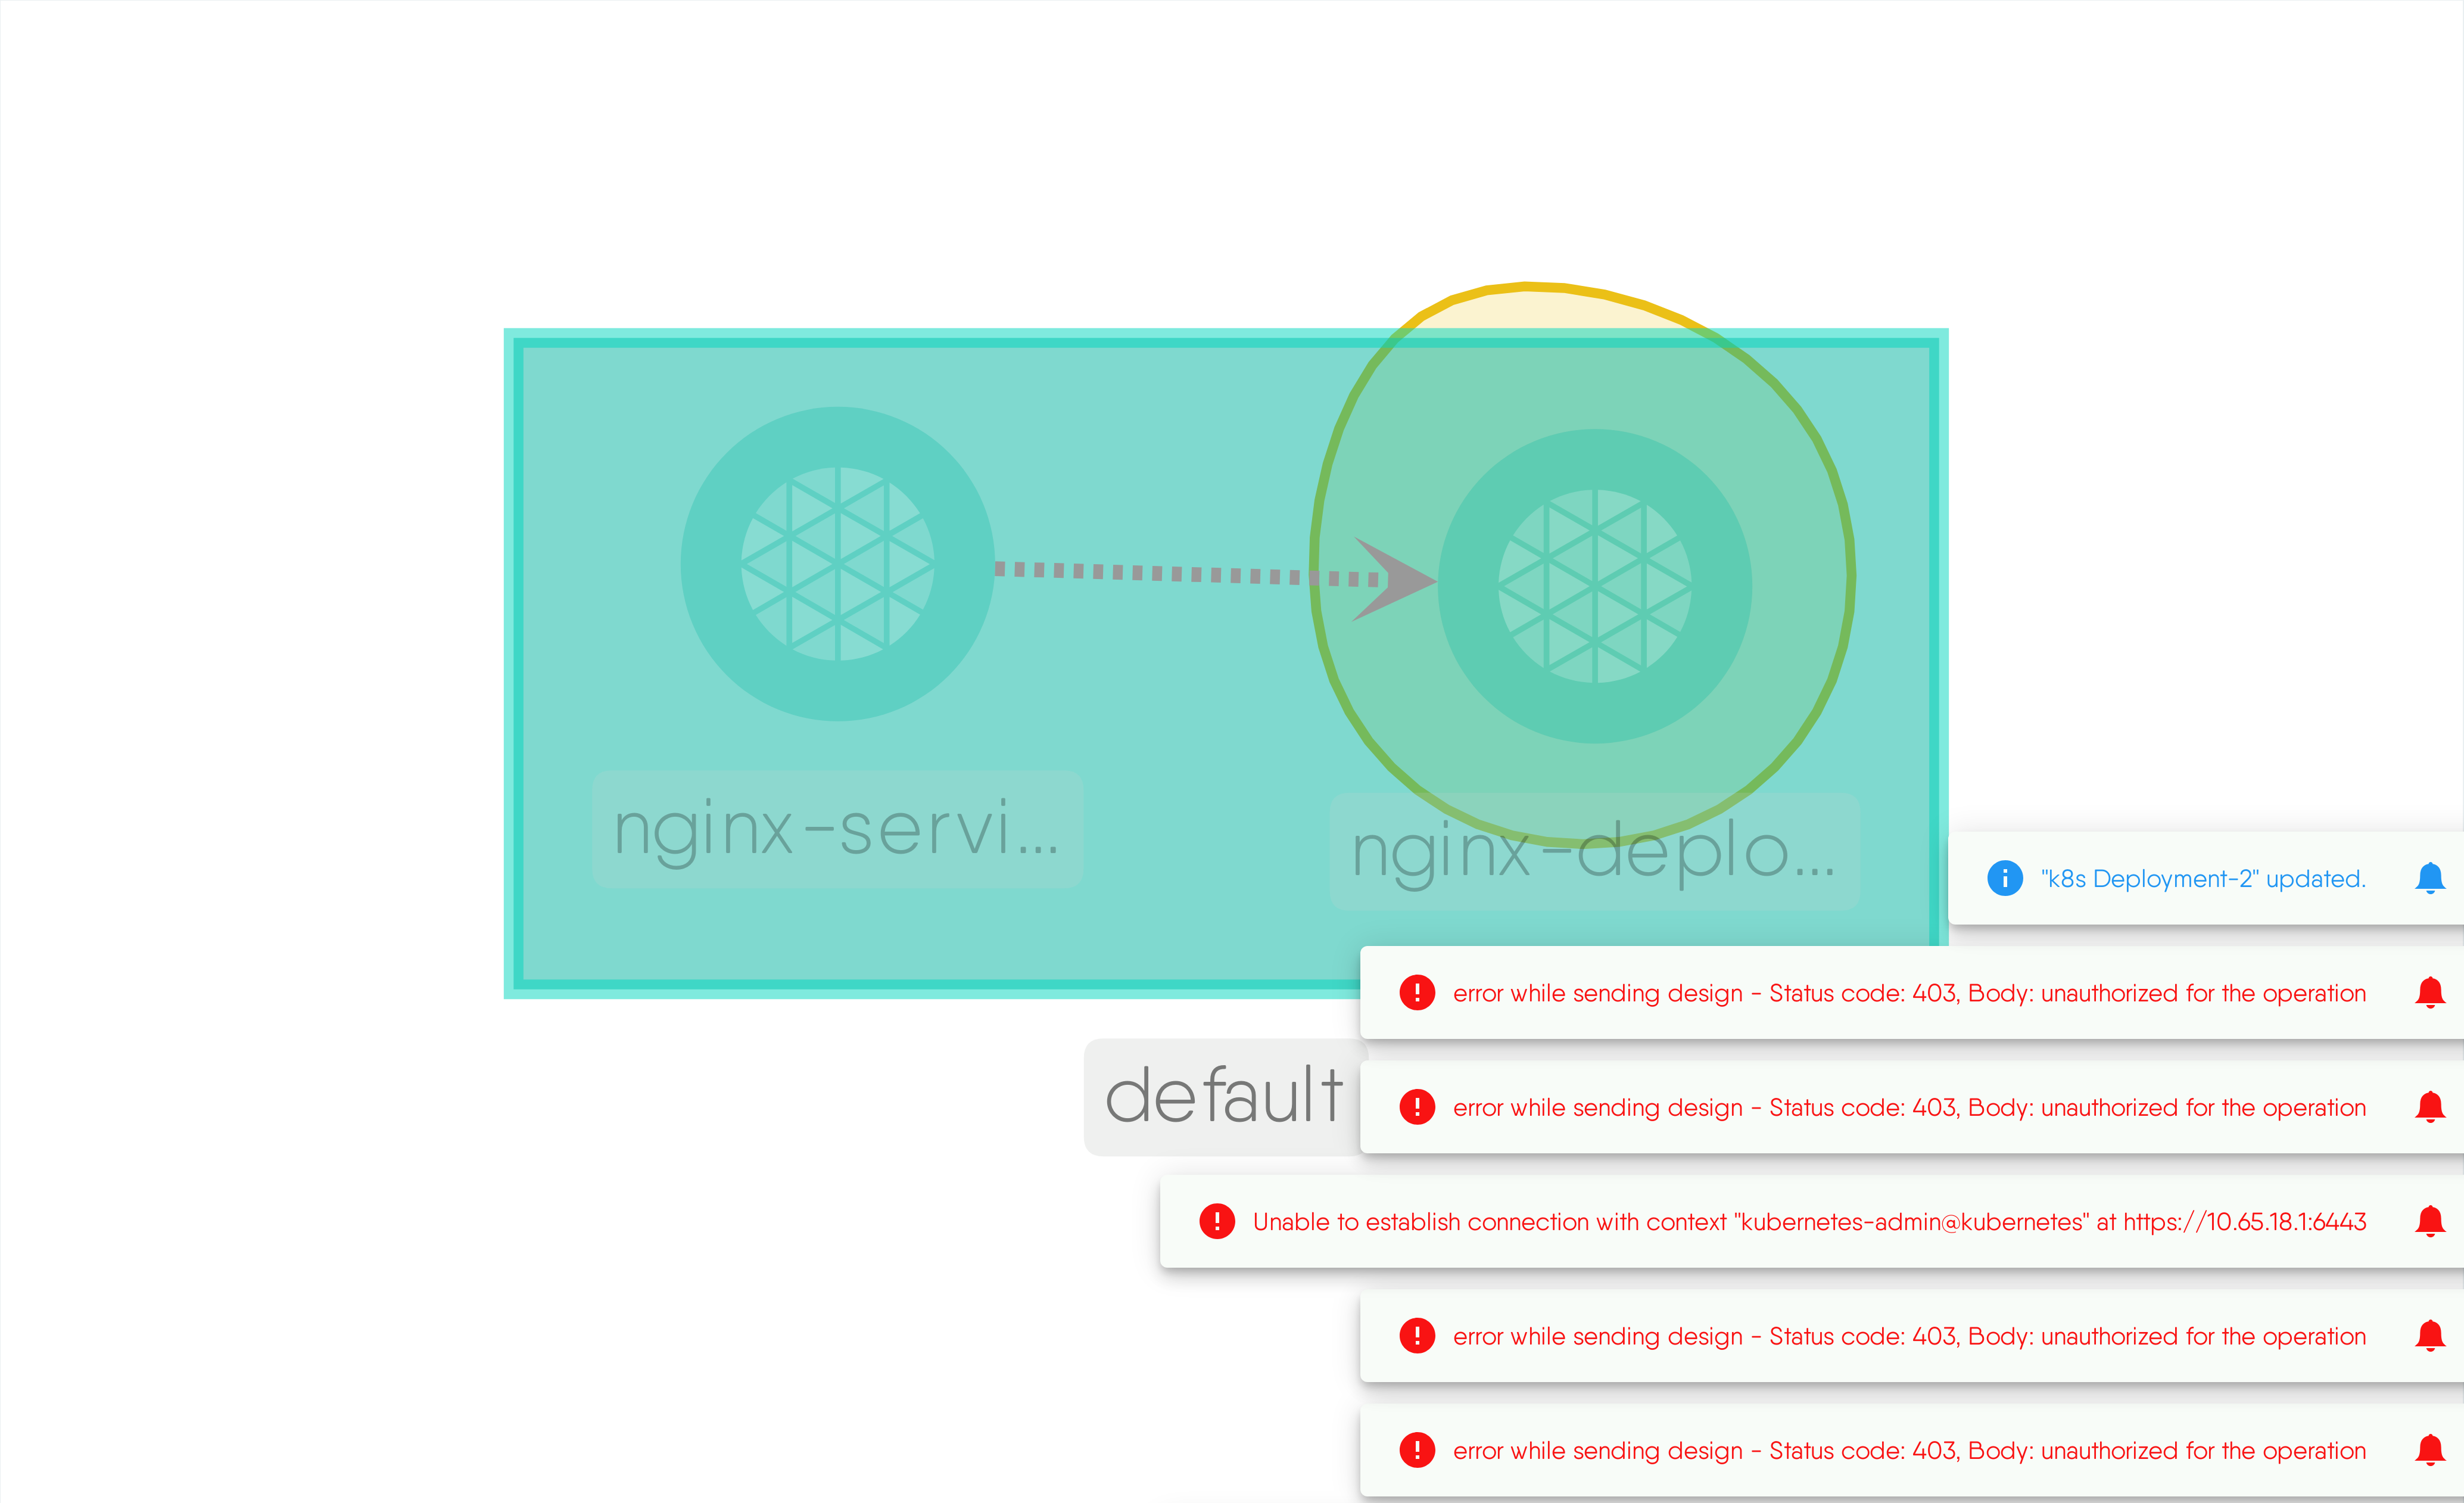 nginx-servi...
nginx-deplo...
"k8s Deployment-2" updated.
error while sending design - Status code: 403, Body: unauthorized for the operation
default
error while sending design - Status code: 403, Body: unauthorized for the operation
Unable to establish connection with context "kubernetes-admin@kubernetes" at https://10.65.18.1:6443
error while sending design - Status code: 403, Body: unauthorized for the operation
error while sending design - Status code: 403, Body: unauthorized for the operation